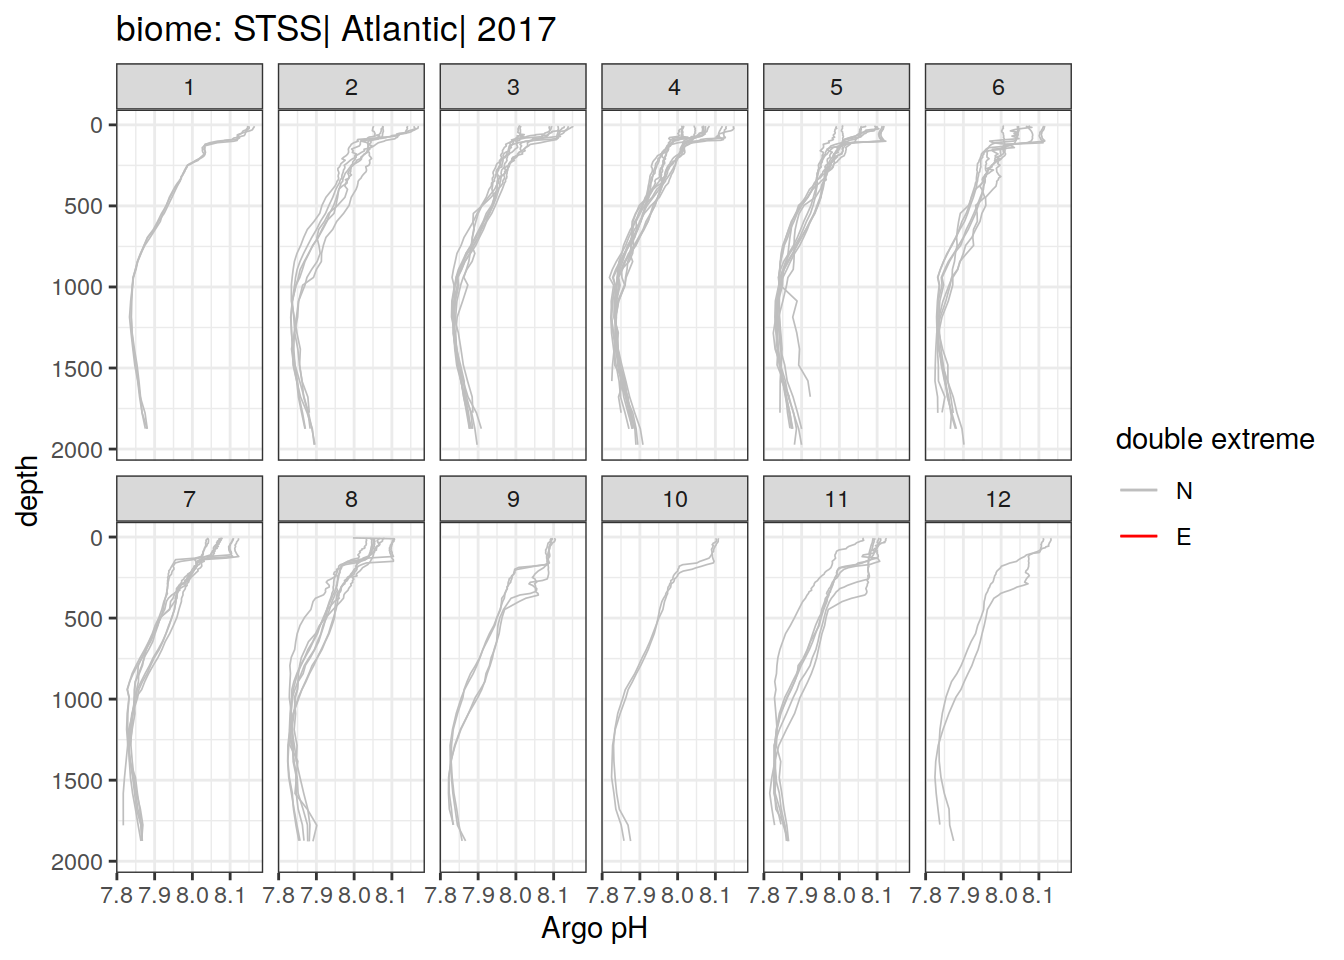 biome: STSS| Atlantic| 2017
1 2 3 4 5 6
0
500
1000
1500
2000
7 8 9 10 11 12
0
500
1000
1500
2000
7.8 7.9 8.0 8.1 7.8 7.9 8.0 8.1 7.8 7.9 8.0 8.1 7.8 7.9 8.0 8.1 7.8 7.9 8.0 8.1 7.8 7.9 8.0 8.1
Argo pH
depth
double extreme
N
E